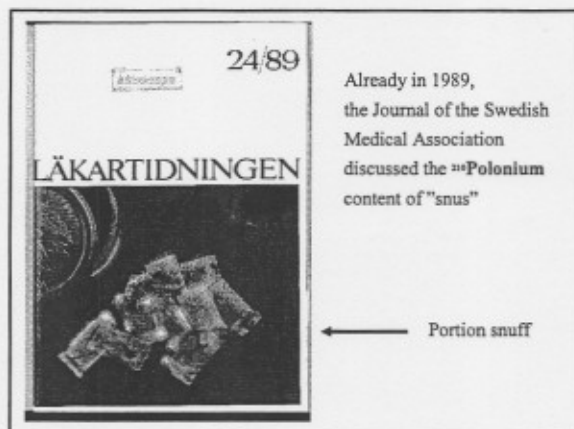 24/89
LÄKARTIDNINGEN
Already in 1989,
the Journal of the Swedish
Medical Association
discussed the ²¹⁰Polonium
content of "snus"
Portion snuff